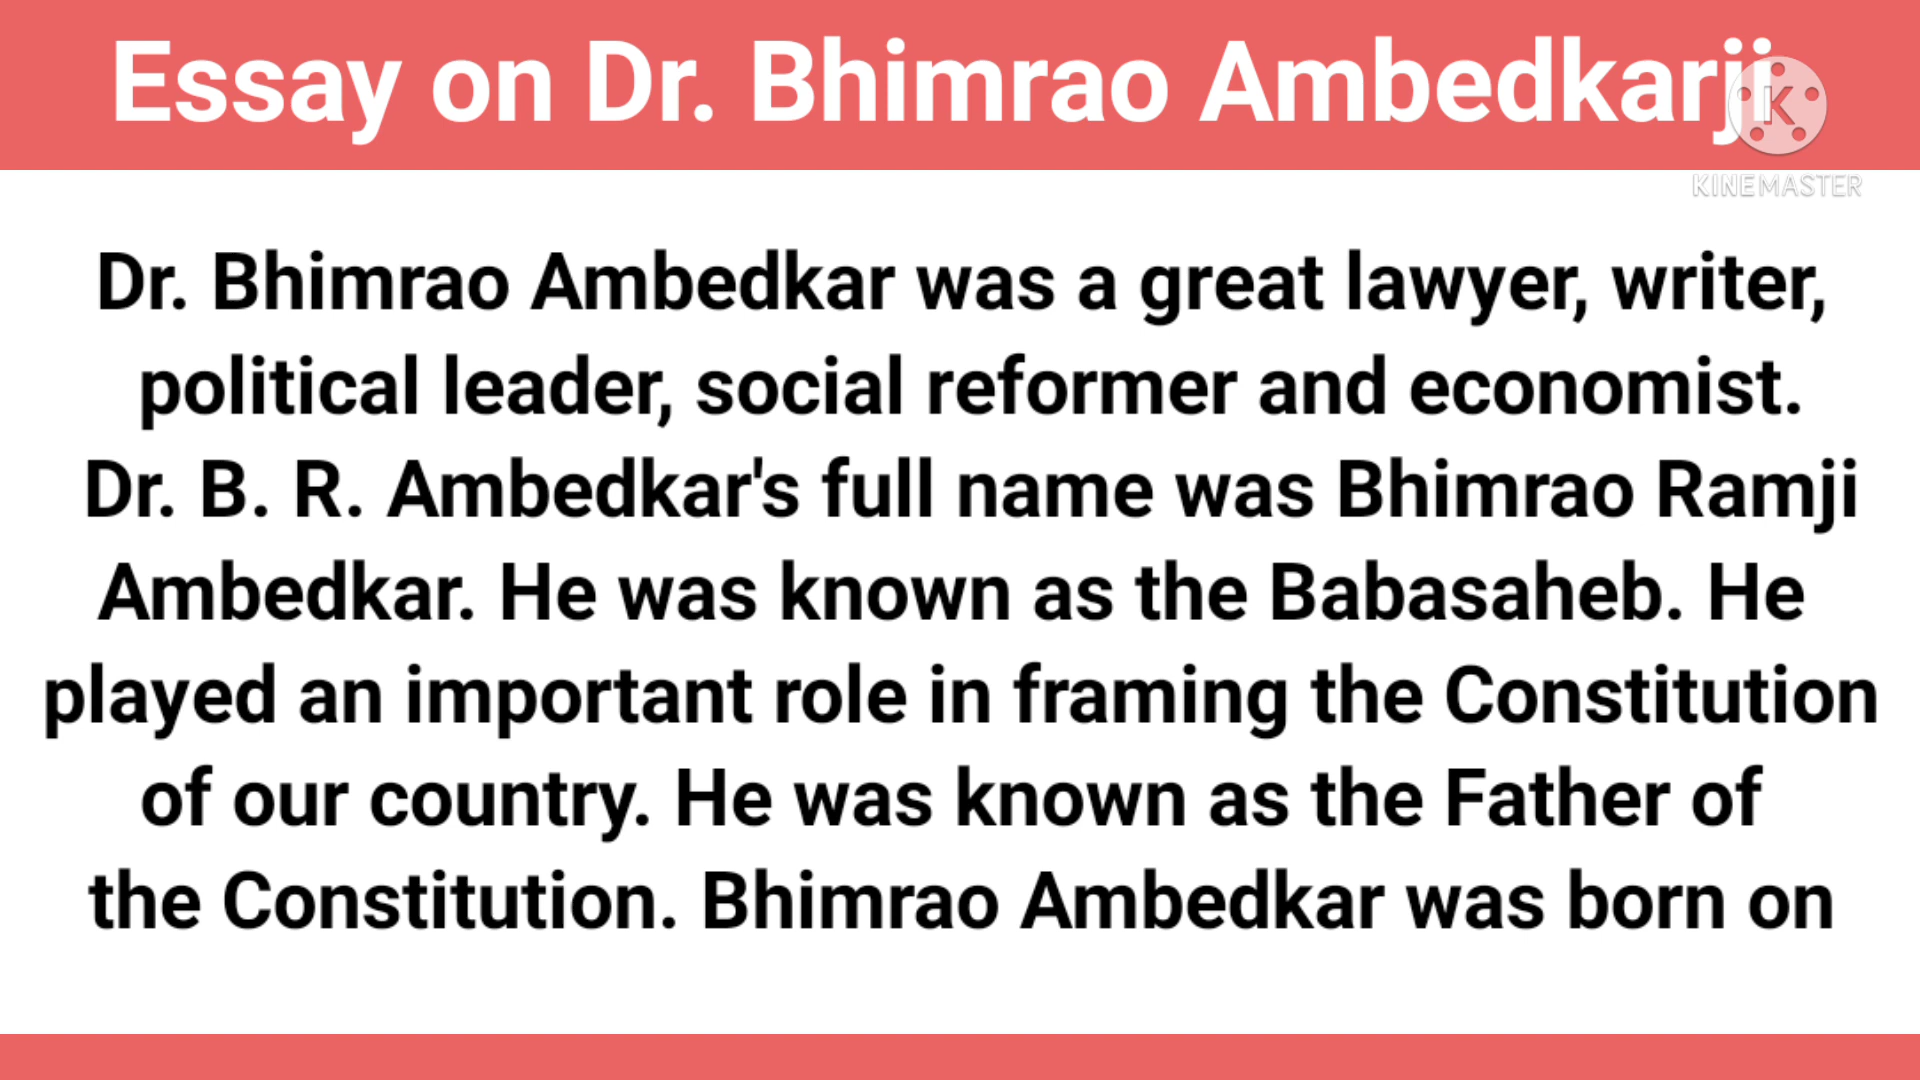 Essay on Dr. Bhimrao Ambedkarji
K
KINEMASTER
Dr. Bhimrao Ambedkar was a great lawyer, writer,
political leader, social reformer and economist.
Dr. B. R. Ambedkar's full name was Bhimrao Ramji
Ambedkar. He was known as the Babasaheb. He
played an important role in framing the Constitution
of our country. He was known as the Father of
the Constitution. Bhimrao Ambedkar was born on